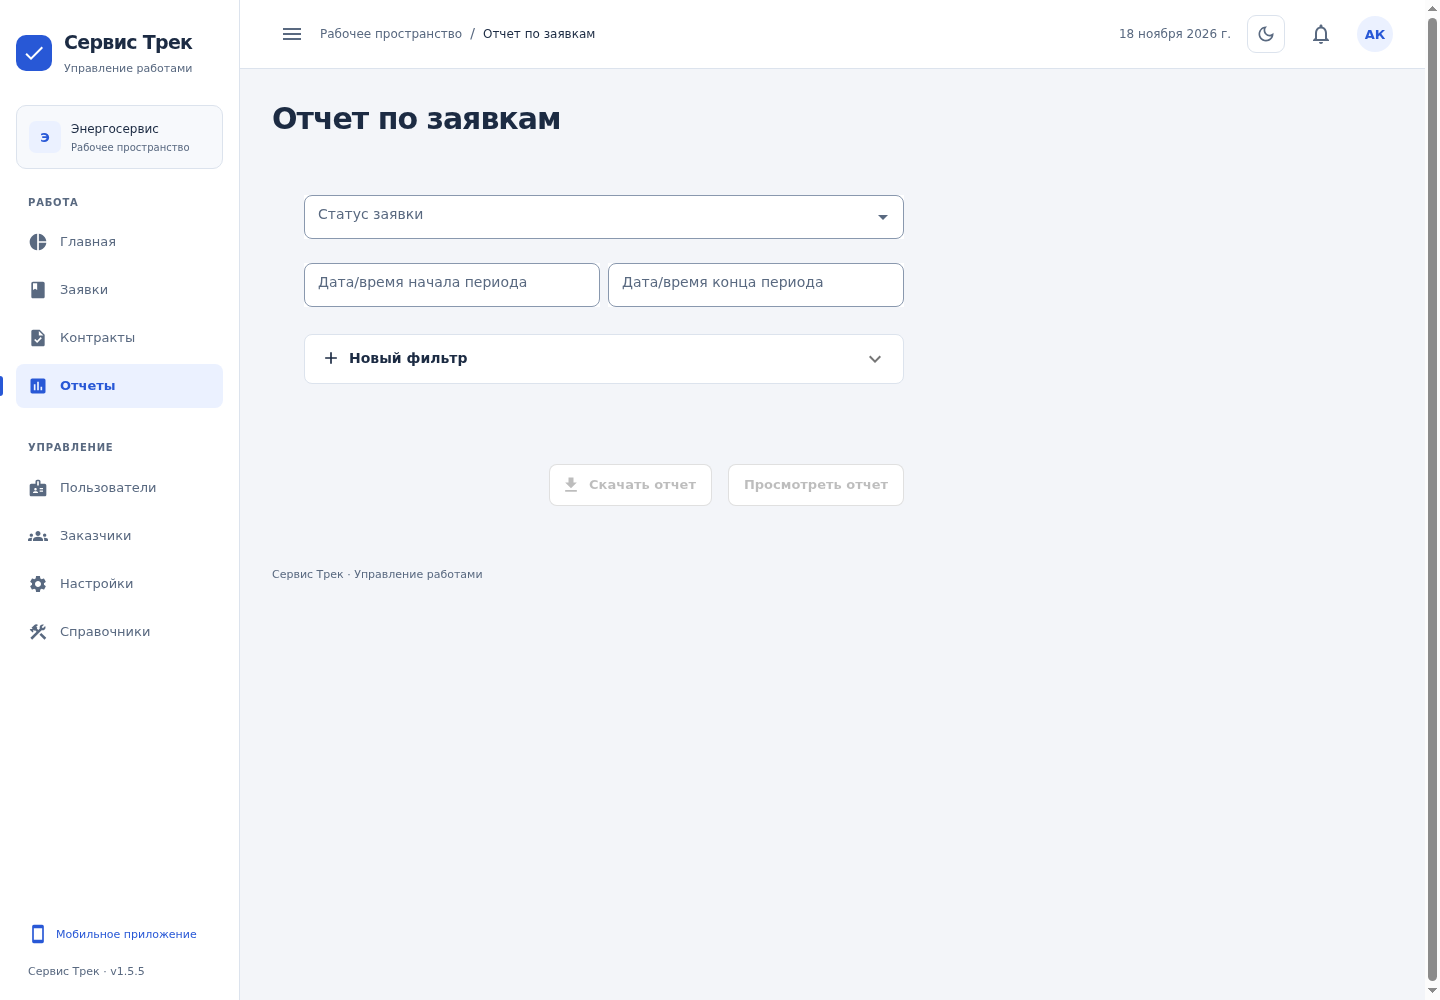 Сервис Трек
Управление работами
Э
Энергосервис
Рабочее пространство
РАБОТА
Главная
Заявки
Контракты
Отчеты
УПРАВЛЕНИЕ
Пользователи
Заказчики
Настройки
Справочники
Мобильное приложение
Сервис Трек · v1.5.5
Рабочее пространство / Отчет по заявкам
18 ноября 2026 г.
АК
Отчет по заявкам
Статус заявки
Дата/время начала периода
Дата/время конца периода
Новый фильтр
Скачать отчет
Просмотреть отчет
Сервис Трек · Управление работами